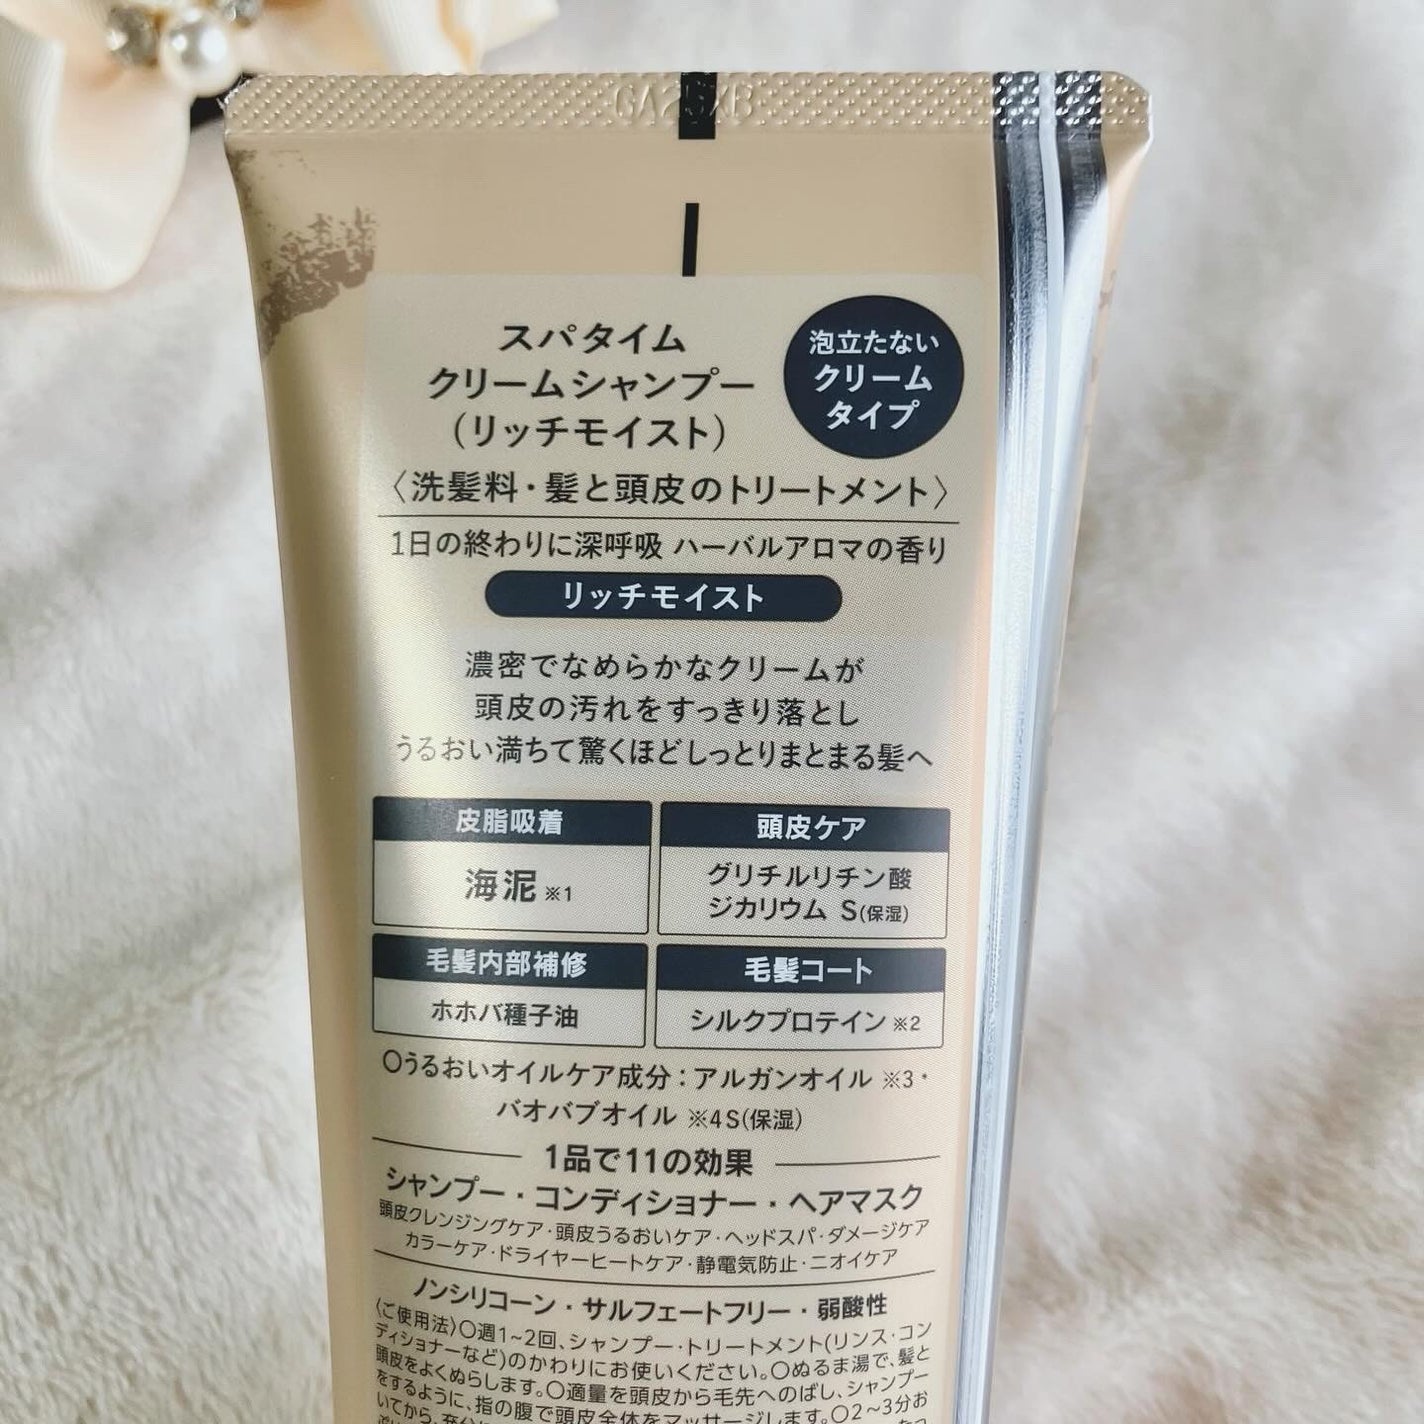 スパタイム
クリームシャンプー
(リッチモイスト)
泡立たない
クリーム
タイプ
〈洗髪料・髪と頭皮のトリートメント〉
1日の終わりに深呼吸 ハーバルアロマの香り
リッチモイスト
濃密でなめらかなクリームが
頭皮の汚れをすっきり落とし
うるおい満ちて驚くほどしっとりまとまる髪へ
皮脂吸着
海泥※1
頭皮ケア
グリチルリチン酸
ジカリウム S(保湿)
毛髪内部補修
ホホバ種子油
毛髪コート
シルクプロテイン※2
〇うるおいオイルケア成分:アルガンオイル ※3・
バオバブオイル ※4S(保湿)
1品で11の効果
シャンプー・コンディショナー・ヘアマスク
頭皮クレンジングケア・頭皮うるおいケア・ヘッドスパ・ダメージケア
カラーケア・ドライヤーヒートケア・静電気防止・ニオイケア
ノンシリコーン・サルフェートフリー・弱酸性
〈ご使用法〉〇週1~2回、シャンプー・トリートメント(リンス・コン
ディショナーなど)のかわりにお使いください。〇ぬるま湯で、髪と
頭皮をよくぬらします。〇適量を頭皮から毛先へのばし、シャンプー
をするように、指の腹で頭皮全体をマッサージします。〇2~3分お
いてから、